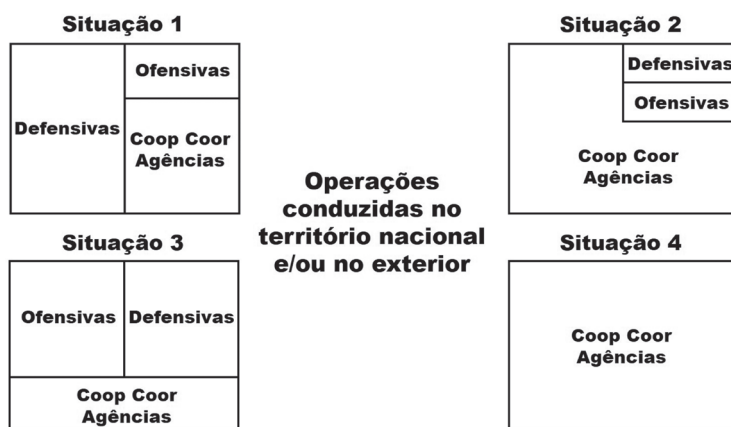 Situação 1
Defensivas
Ofensivas
Coop Coor
Agências
Situação 2
Defensivas
Ofensivas
Coop Coor
Agências
Operações
conduzidas no
território nacional
e/ou no exterior
Situação 3
Ofensivas
Defensivas
Coop Coor
Agências
Situação 4
Coop Coor
Agências